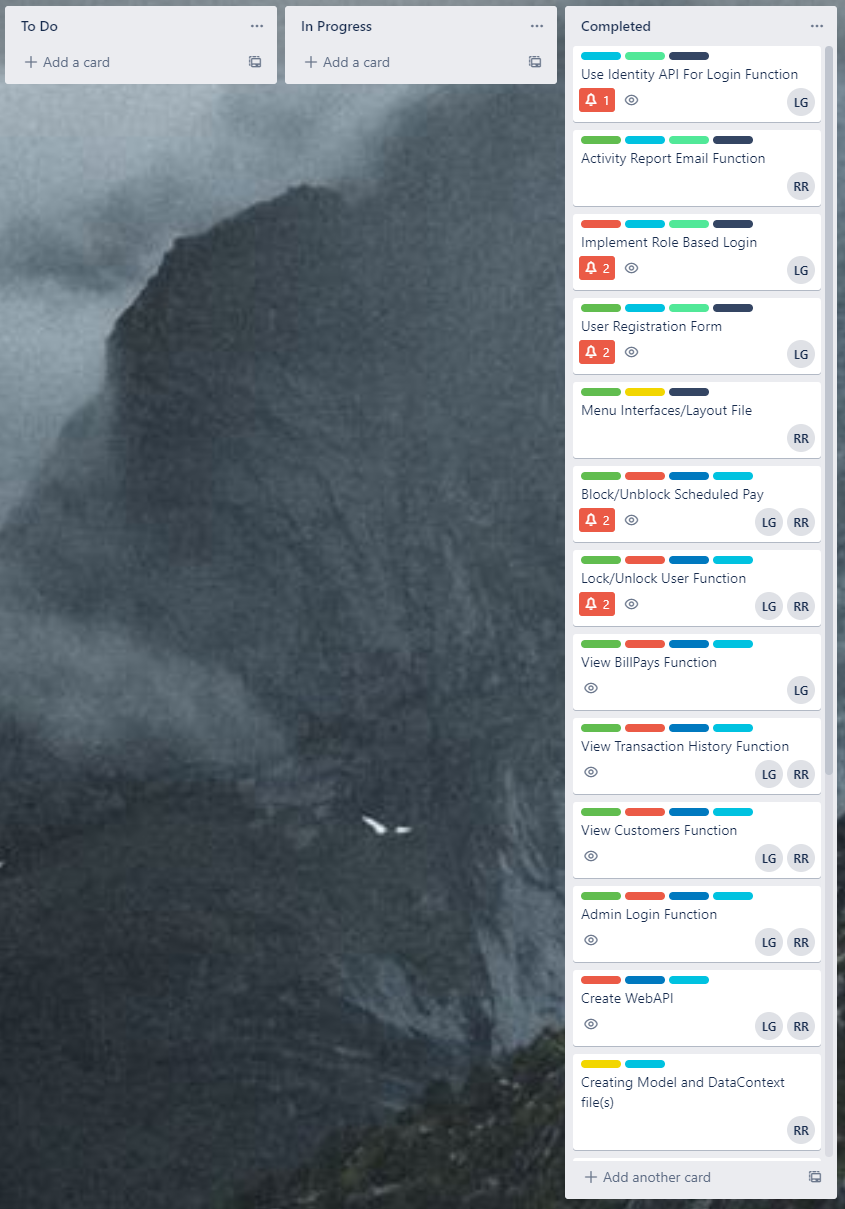 To Do
Add a card
In Progress
Add a card
Completed
Use Identity API For Login Function
1
LG
Activity Report Email Function
RR
Implement Role Based Login
2
LG
User Registration Form
2
LG
Menu Interfaces/Layout File
RR
Block/Unblock Scheduled Pay
2
LG RR
Lock/Unlock User Function
2
LG RR
View BillPays Function
LG
View Transaction History Function
LG RR
View Customers Function
LG RR
Admin Login Function
LG RR
Create WebAPI
LG RR
Creating Model and DataContext
file(s)
RR
Add another card